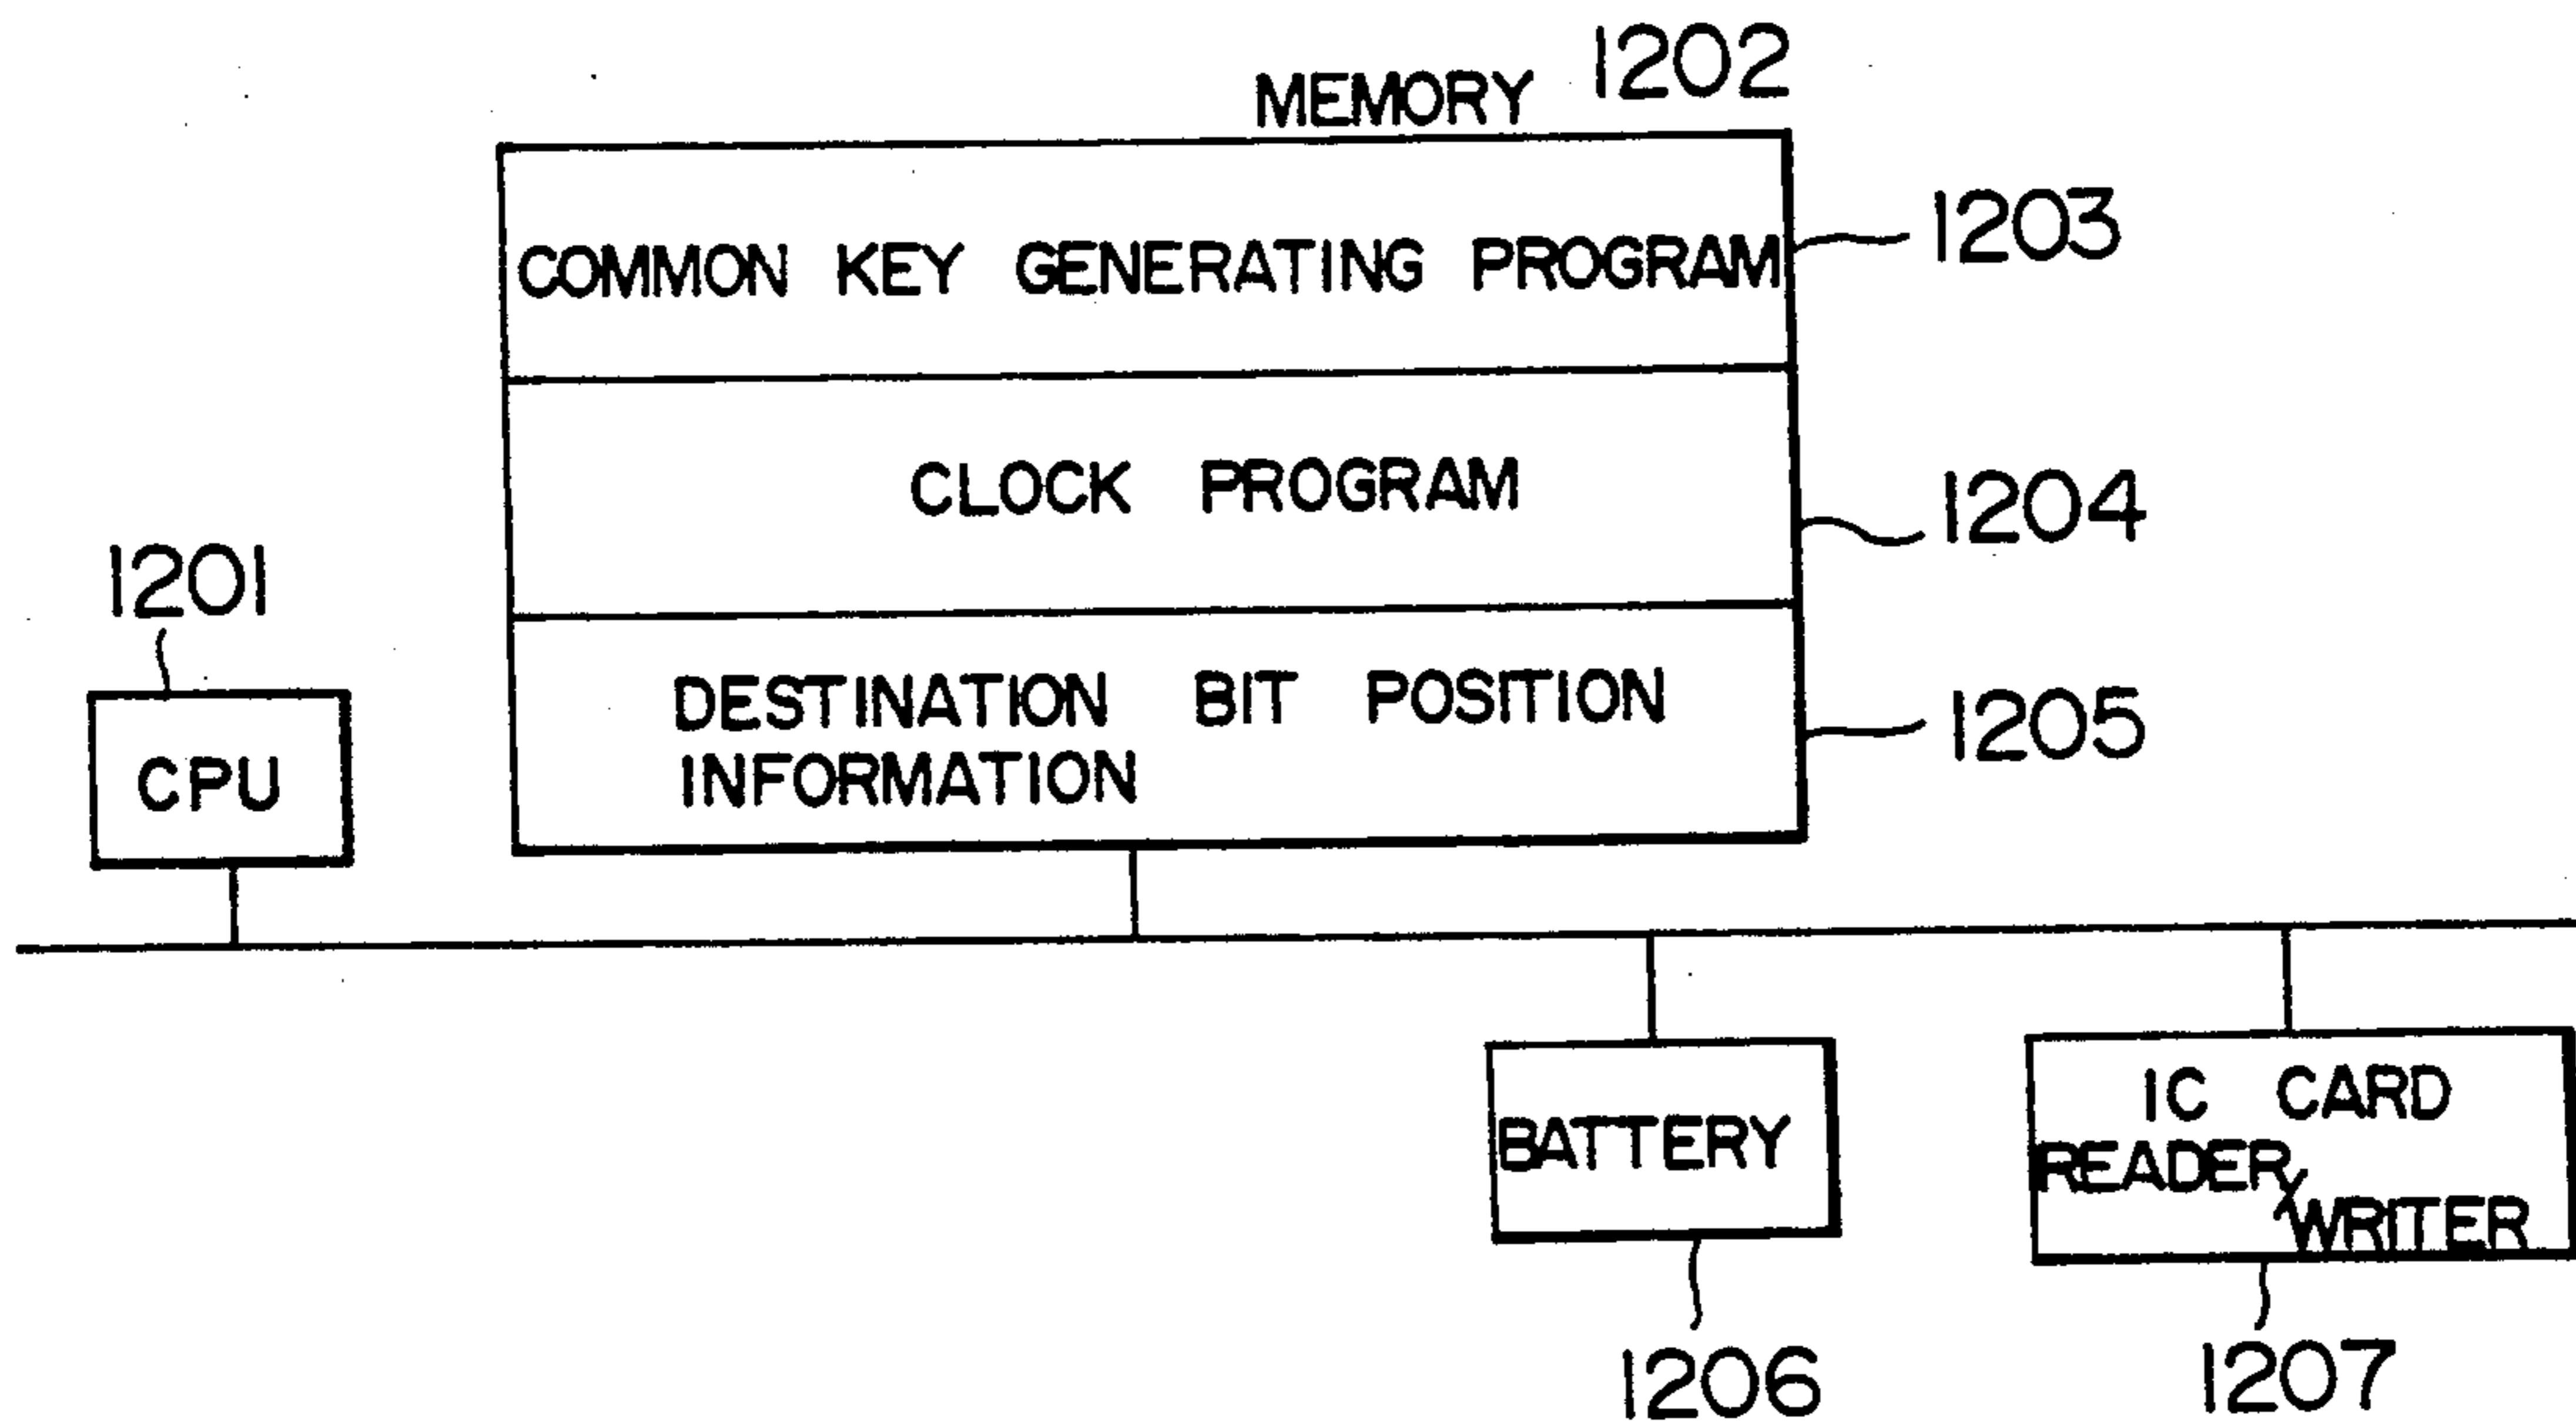 MEMORY 1202
COMMON KEY GENERATING PROGRAM
1203
CLOCK PROGRAM
1204
1201
CPU
DESTINATION BIT POSITION
INFORMATION
1205
BATTERY
1206
IC CARD
READER/
WRITER
1207